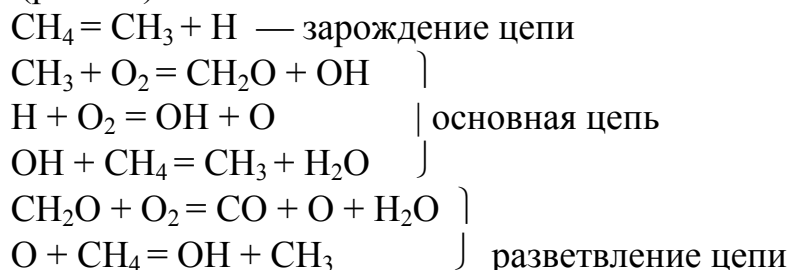 CH₄ = CH₃ + H — зарождение цепи
CH₃ + O₂ = CH₂O + OH ⎫
H + O₂ = OH + O | основная цепь
OH + CH₄ = CH₃ + H₂O ⎭
CH₂O + O₂ = CO + O + H₂O ⎫
O + CH₄ = OH + CH₃ ⎭ разветвление цепи